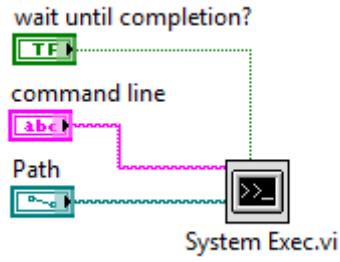 wait until completion?
TF
command line
abc
Path
>>_
System Exec.vi